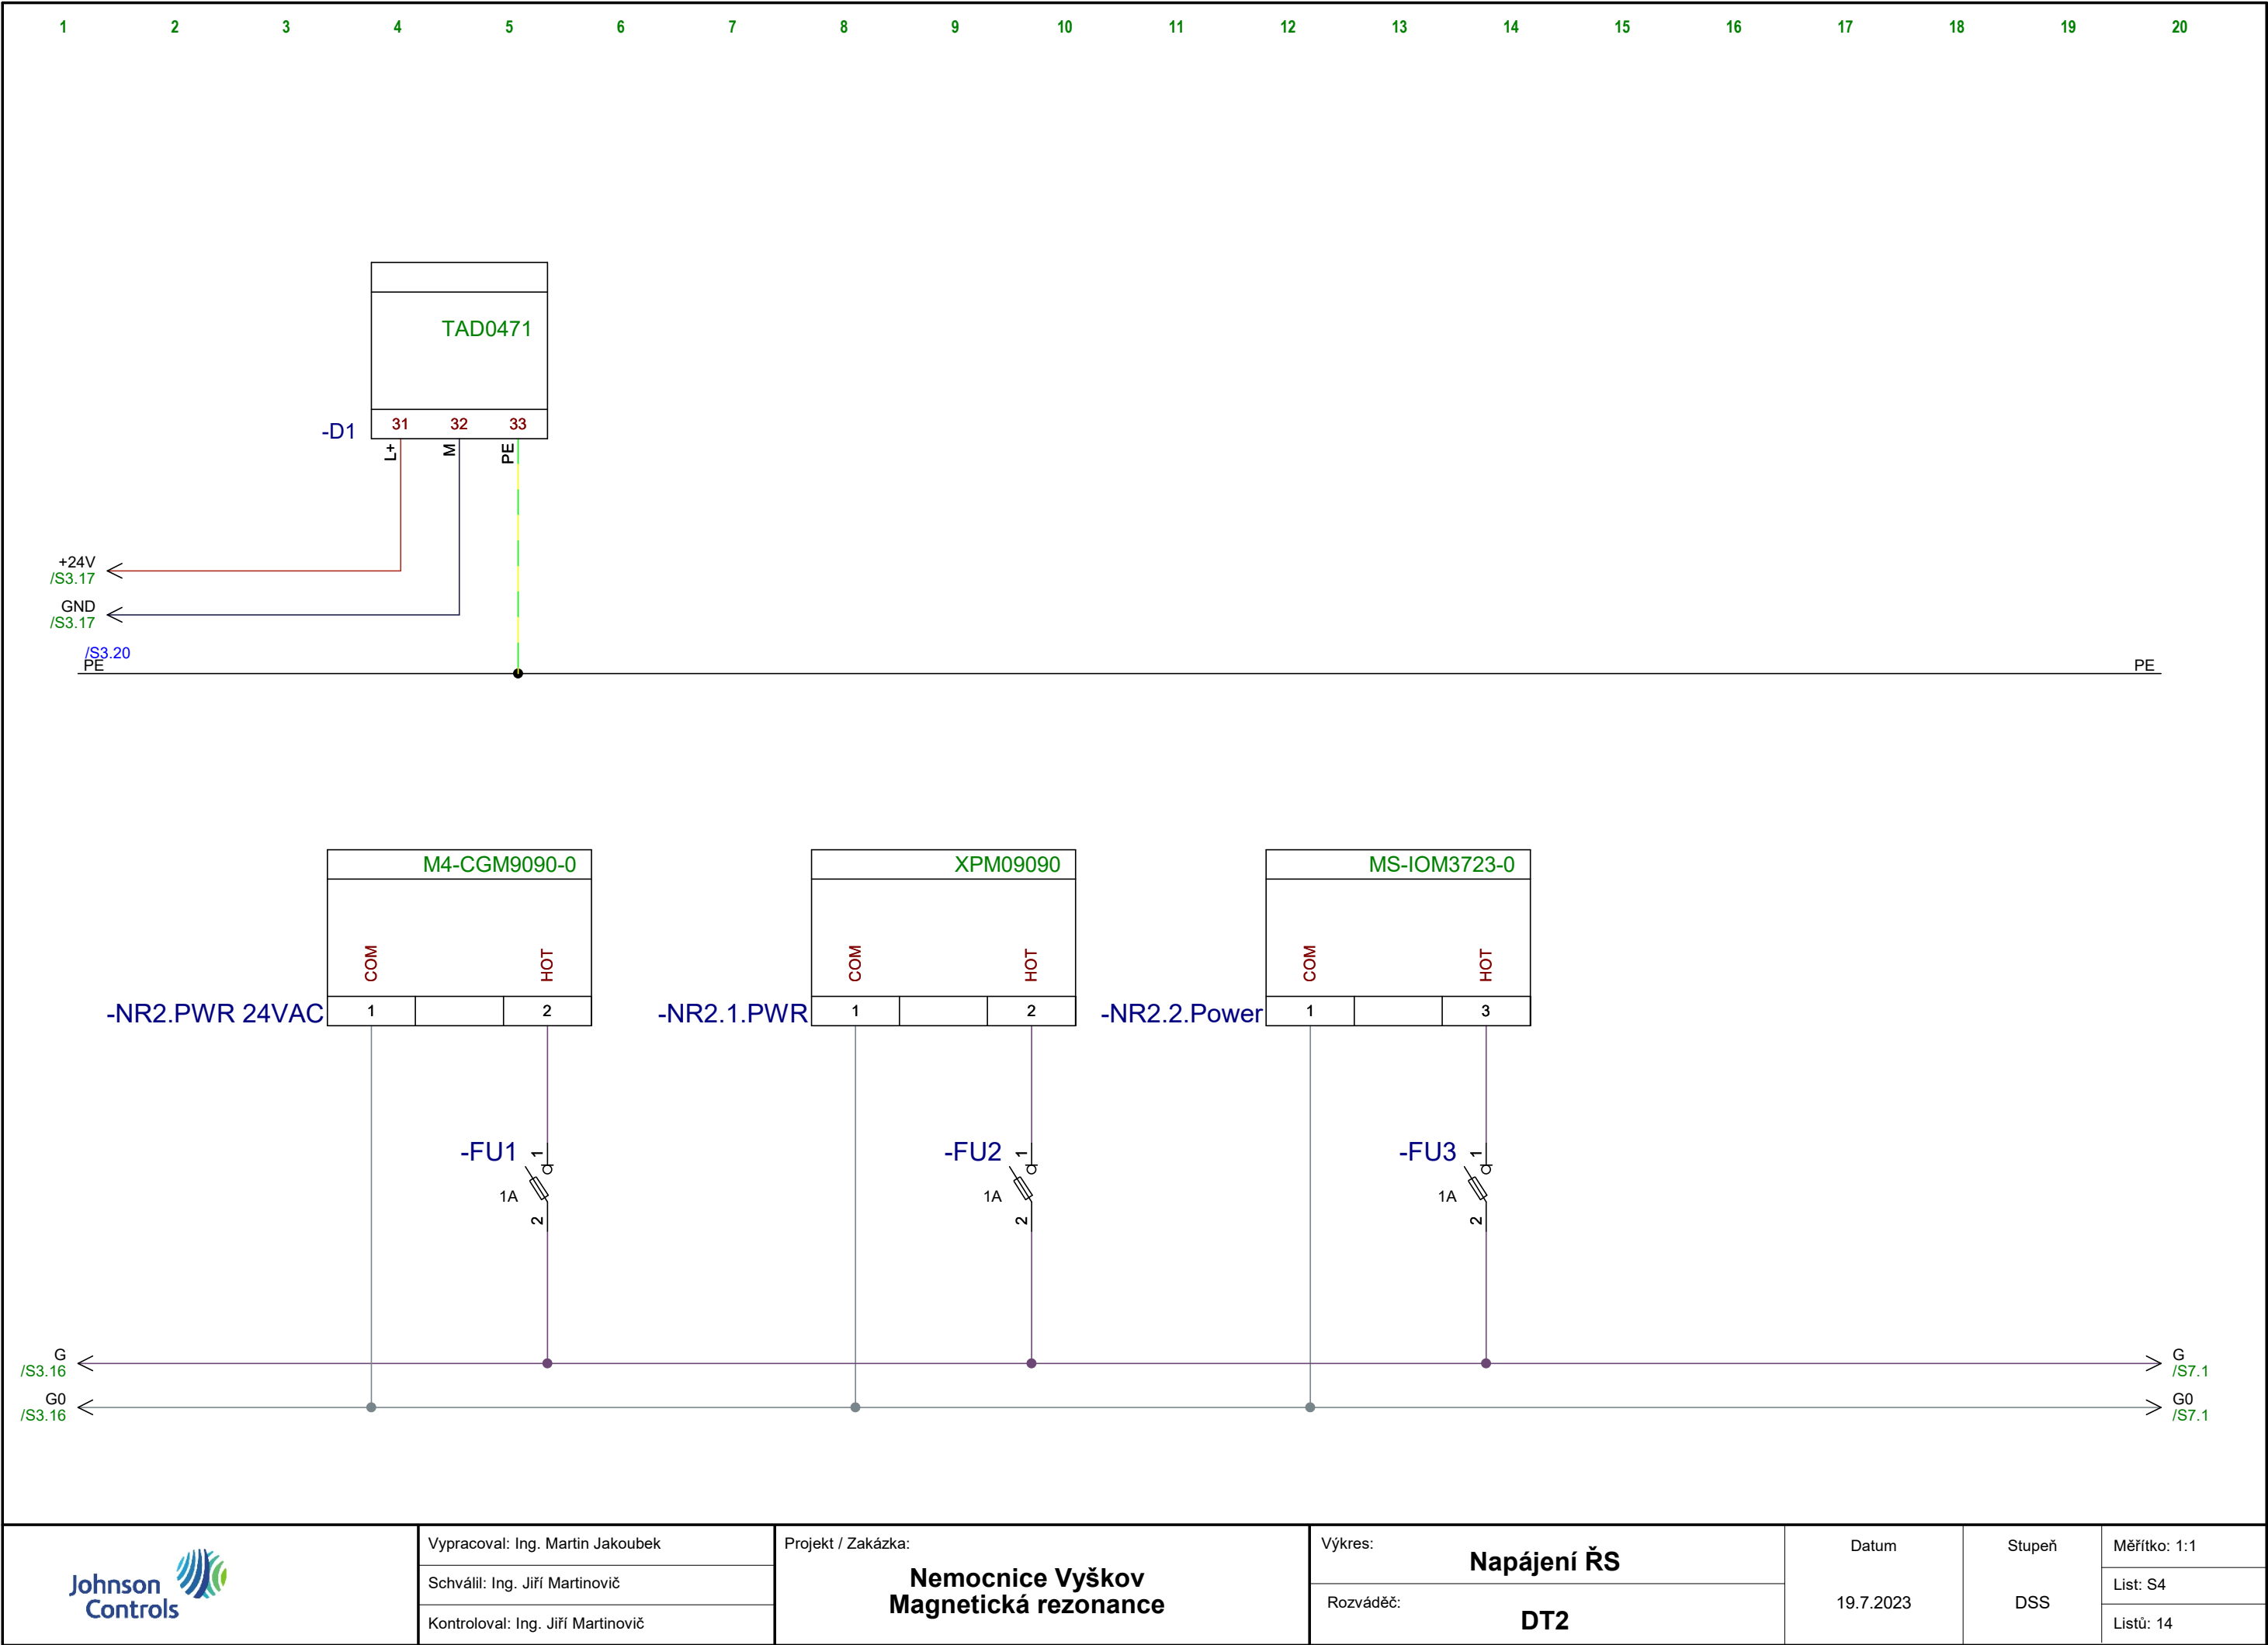 1 2 3 4 5 6 7 8 9 10 11 12 13 14 15 16 17 18 19 20
TAD0471
-D1
31 32 33
L+ M PE
+24V
/S3.17
GND
/S3.17
/S3.20
PE
PE
M4-CGM9090-0
COM HOT
-NR2.PWR 24VAC
1 2
XPM09090
COM HOT
-NR2.1.PWR
1 2
MS-IOM3723-0
COM HOT
-NR2.2.Power
1 3
-FU1
1A
1
2
-FU2
1A
1
2
-FU3
1A
1
2
G
/S3.16
G
/S7.1
G0
/S3.16
G0
/S7.1
Johnson
Controls
Vypracoval: Ing. Martin Jakoubek
Schválil: Ing. Jiří Martinovič
Kontroloval: Ing. Jiří Martinovič
Projekt / Zakázka:
Nemocnice Vyškov
Magnetická rezonance
Výkres:
Napájení ŘS
Rozváděč:
DT2
Datum
19.7.2023
Stupeň
DSS
Měřítko: 1:1
List: S4
Listů: 14